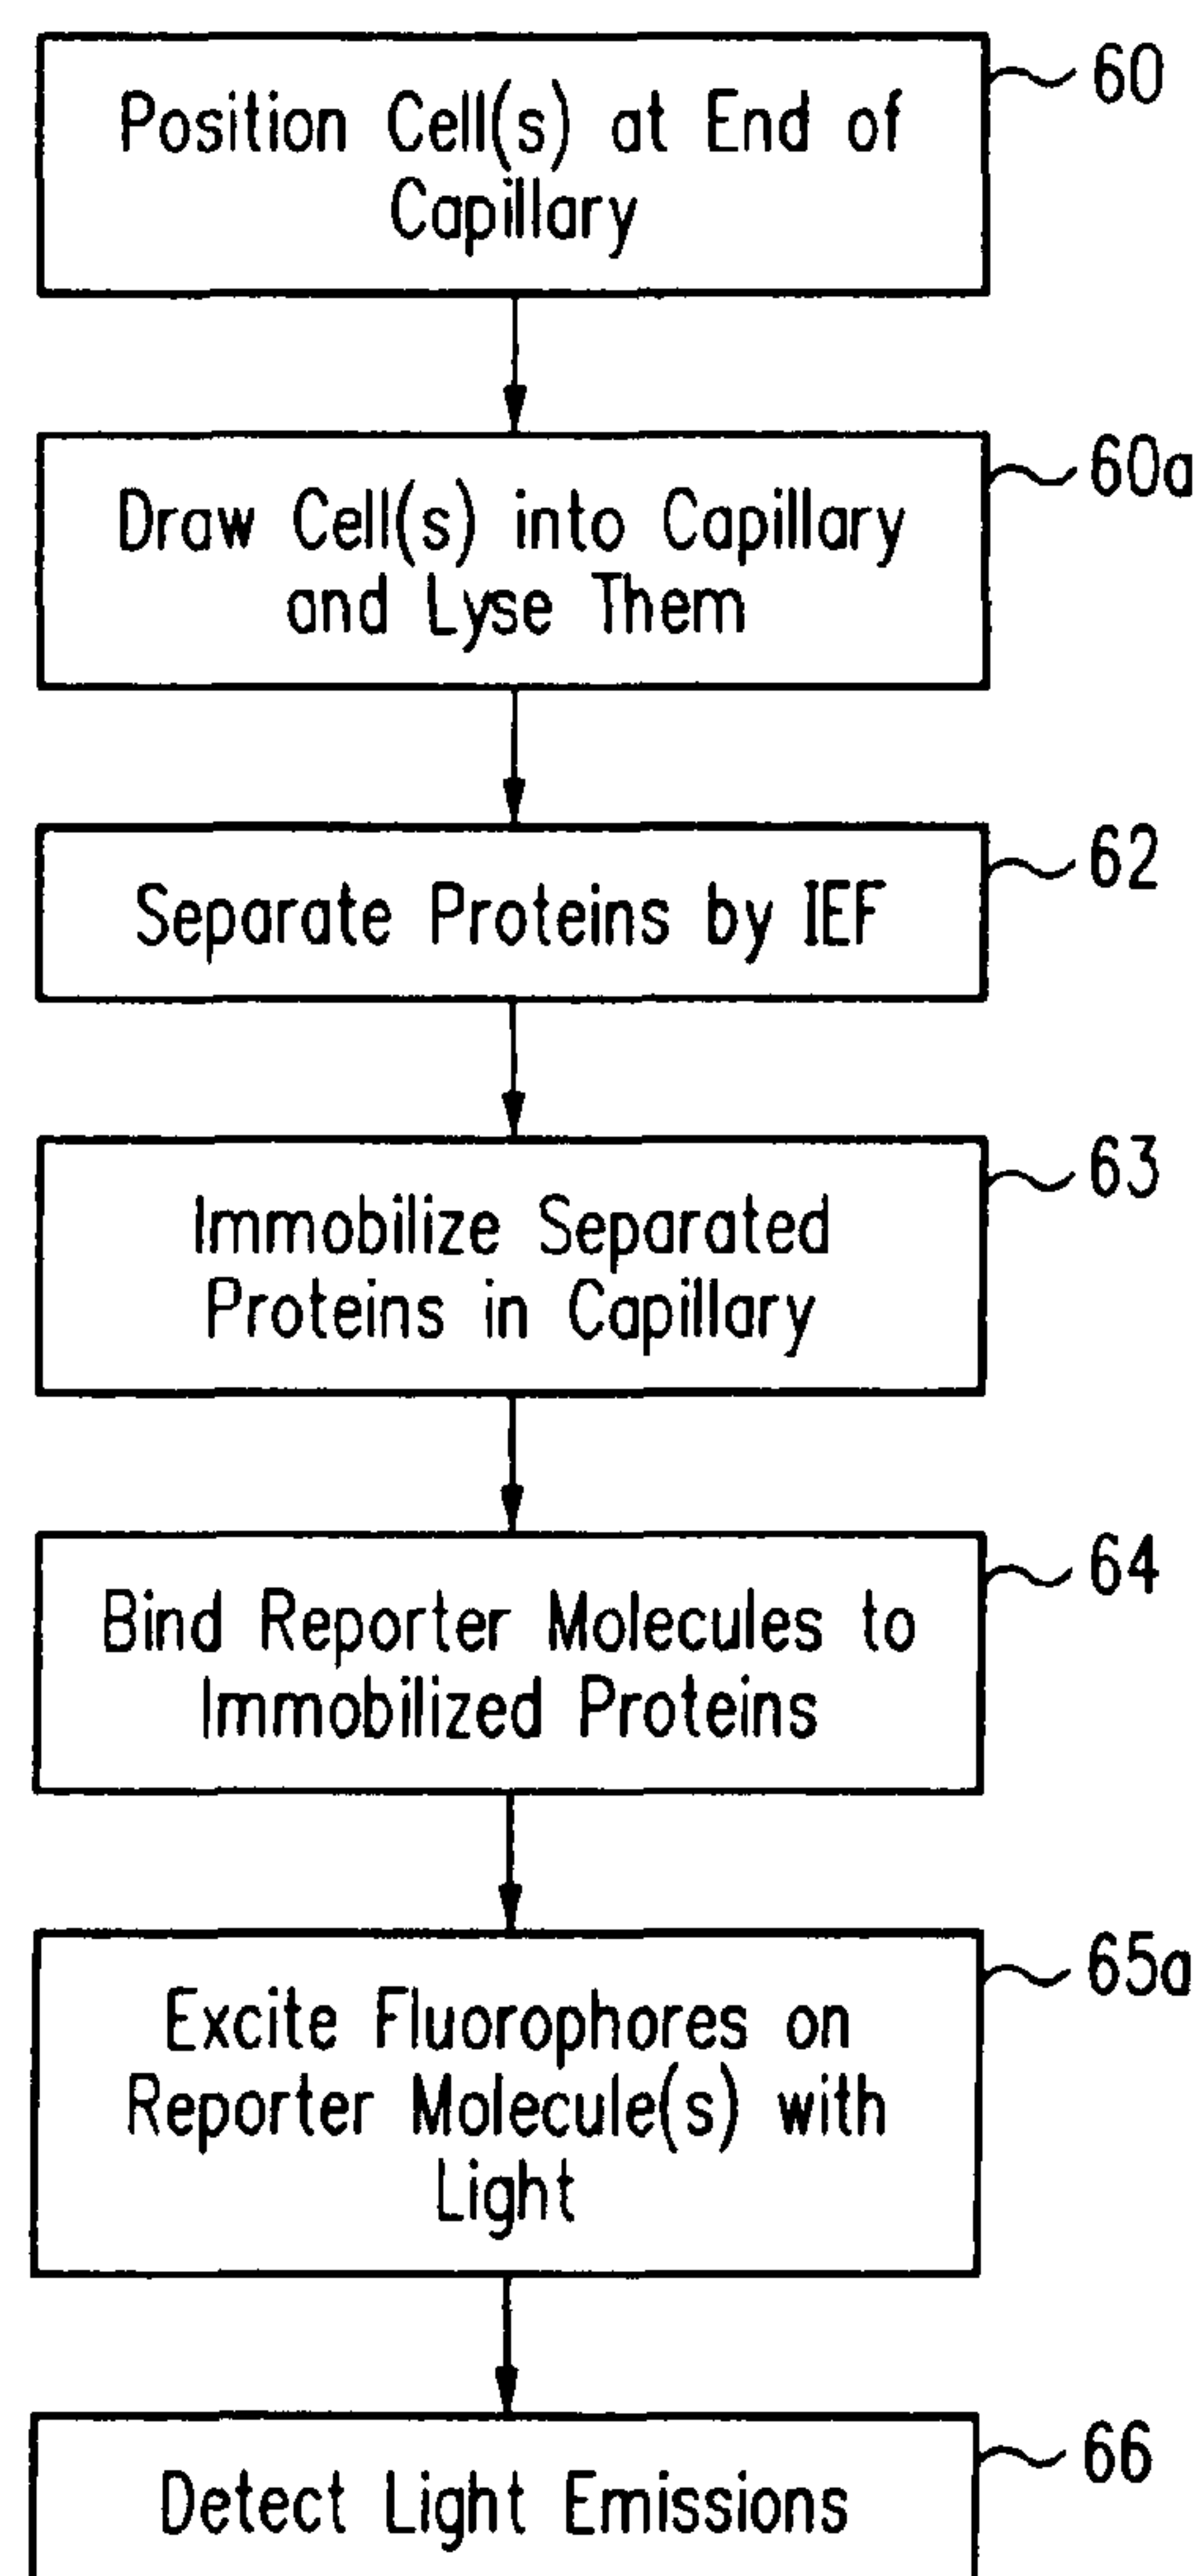 Position Cell(s) at End of
Capillary
60
Draw Cell(s) into Capillary
and Lyse Them
60a
Separate Proteins by IEF
62
Immobilize Separated
Proteins in Capillary
63
Bind Reporter Molecules to
Immobilized Proteins
64
Excite Fluorophores on
Reporter Molecule(s) with
Light
65a
Detect Light Emissions
66